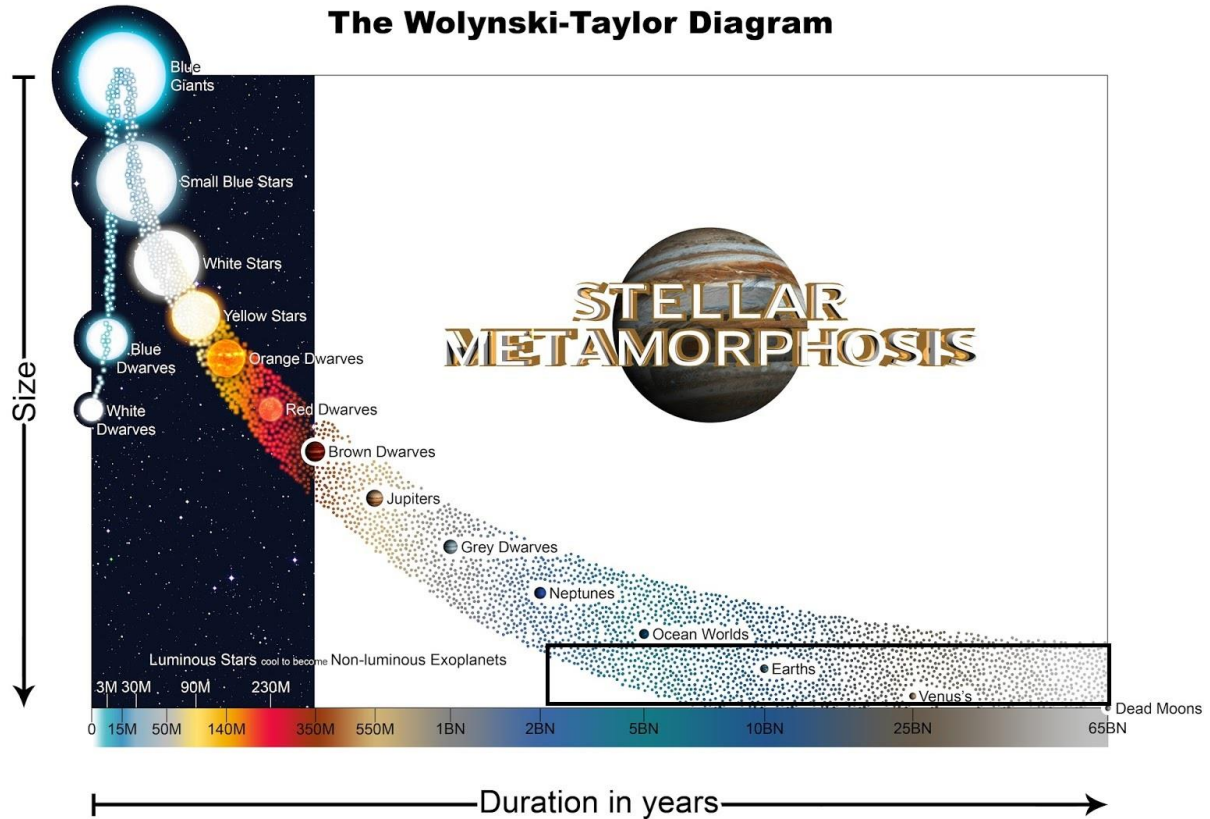 The Wolynski-Taylor Diagram
Blue
Giants
Small Blue Stars
White Stars
Yellow Stars
Blue
Dwarves
Orange Dwarves
White
Dwarves
Red Dwarves
Brown Dwarves
Jupiters
Grey Dwarves
Neptunes
Ocean Worlds
Earths
Venus's
Dead Moons
STELLAR
METAMORPHOSIS
Size
Luminous Stars cool to become Non-luminous Exoplanets
3M 30M 90M 230M
0 15M 50M 140M 350M 550M 1BN 2BN 5BN 10BN 25BN 65BN
Duration in years